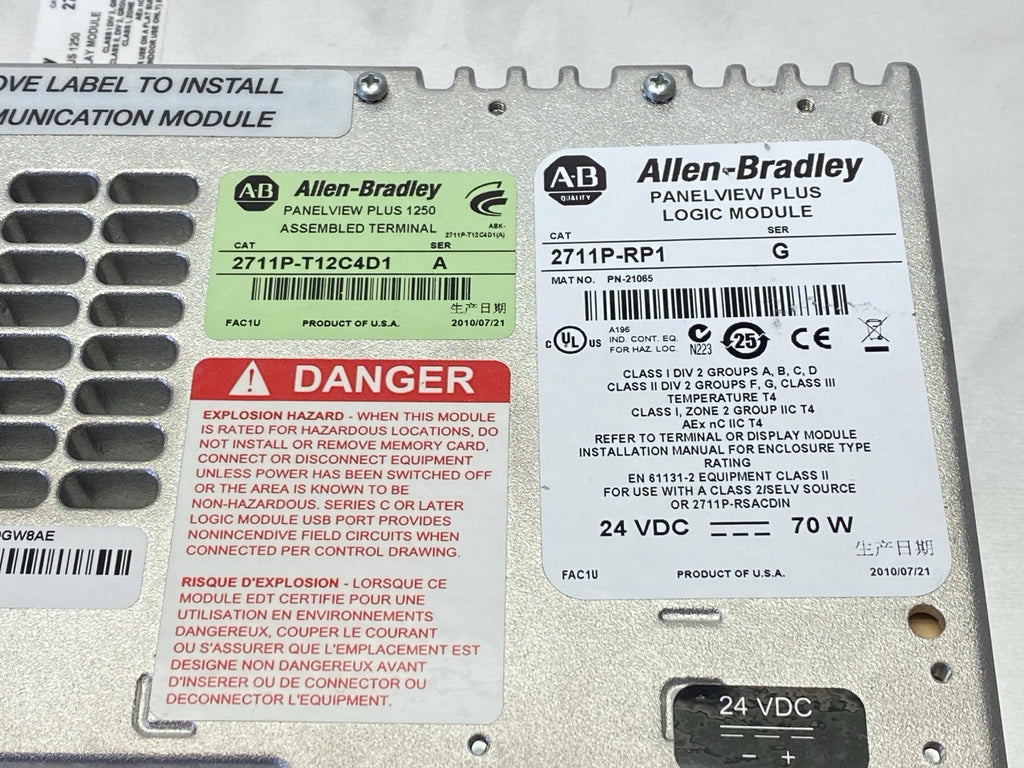 US 1250
AY MODULE
OVE LABEL TO INSTALL
MUNICATION MODULE
A-B
Allen-Bradley
PANELVIEW PLUS 1250
ASSEMBLED TERMINAL
ABK-
2711P-T12C4D1(A)
CAT SER
2711P-T12C4D1 A
生产日期
FAC1U PRODUCT OF U.S.A. 2010/07/21
A-B
QUALITY
Allen-Bradley
PANELVIEW PLUS
LOGIC MODULE
CAT SER
2711P-RP1 G
MAT NO. PN-21065
C UL US
A196
IND. CONT. EQ.
FOR HAZ. LOC.
N223
25
CE
CLASS I DIV 2 GROUPS A, B, C, D
CLASS II DIV 2 GROUPS F, G, CLASS III
TEMPERATURE T4
CLASS I, ZONE 2 GROUP IIC T4
AEx nC IIC T4
REFER TO TERMINAL OR DISPLAY MODULE
INSTALLATION MANUAL FOR ENCLOSURE TYPE
RATING
EN 61131-2 EQUIPMENT CLASS II
FOR USE WITH A CLASS 2/SELV SOURCE
OR 2711P-RSACDIN
24 VDC 70 W
生产日期
FAC1U PRODUCT OF U.S.A. 2010/07/21
DANGER
EXPLOSION HAZARD - WHEN THIS MODULE
IS RATED FOR HAZARDOUS LOCATIONS, DO
NOT INSTALL OR REMOVE MEMORY CARD,
CONNECT OR DISCONNECT EQUIPMENT
UNLESS POWER HAS BEEN SWITCHED OFF
OR THE AREA IS KNOWN TO BE
NON-HAZARDOUS. SERIES C OR LATER
LOGIC MODULE USB PORT PROVIDES
NONINCENDIVE FIELD CIRCUITS WHEN
CONNECTED PER CONTROL DRAWING.
RISQUE D'EXPLOSION - LORSQUE CE
MODULE EDT CERTIFIE POUR UNE
UTILISATION EN ENVIRONNEMENTS
DANGEREUX, COUPER LE COURANT
OU S'ASSURER QUE L'EMPLACEMENT EST
DESIGNE NON DANGEREUX AVANT
D'INSERER OU DE CONNECTOR OU
DECONNECTOR L'EQUIPMENT.
GW8AE
24 VDC
- +